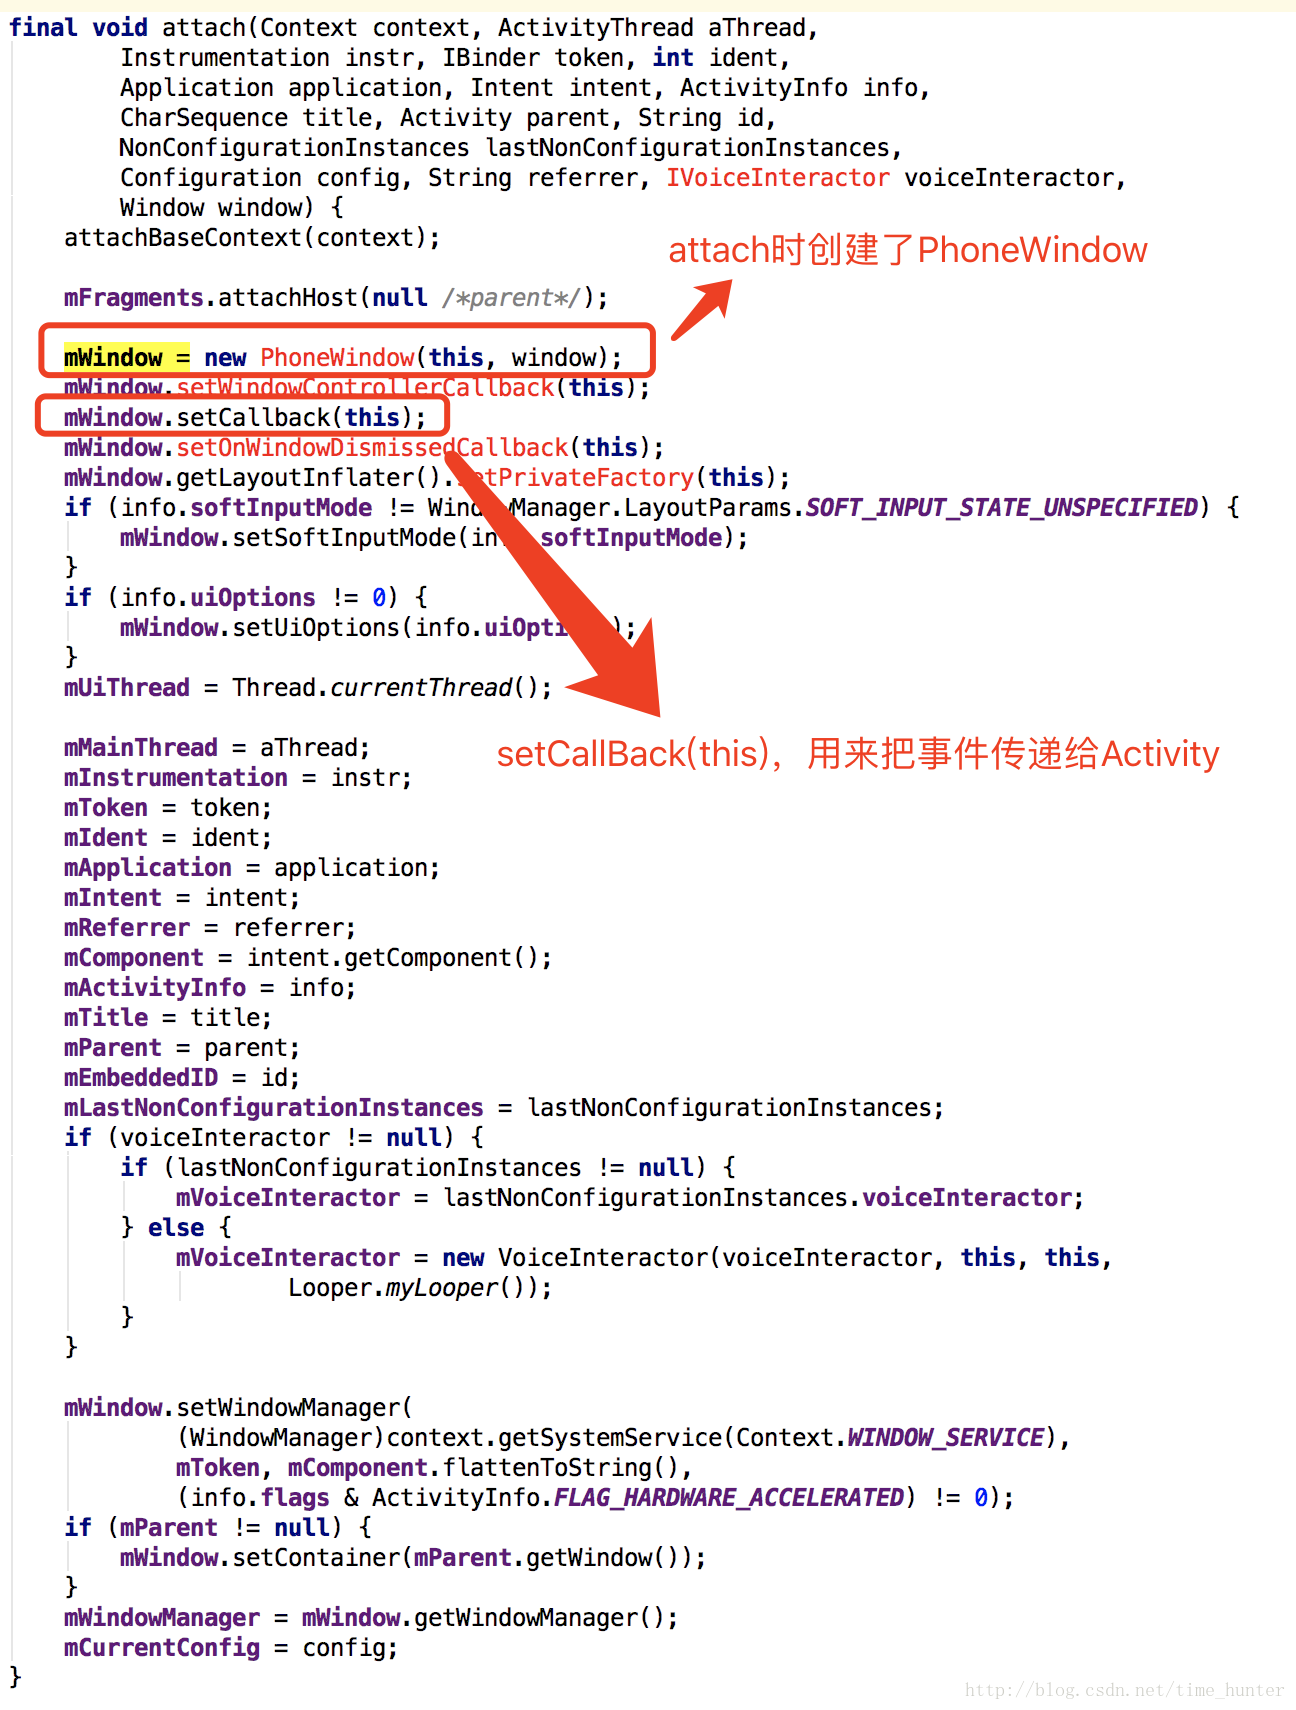 final void attach(Context context, ActivityThread aThread,
Instrumentation instr, IBinder token, int ident,
Application application, Intent intent, ActivityInfo info,
CharSequence title, Activity parent, String id,
NonConfigurationInstances lastNonConfigurationInstances,
Configuration config, String referrer, IVoiceInteractor voiceInteractor,
Window window) {
attachBaseContext(context);
attach时创建了PhoneWindow
mFragments.attachHost(null /*parent*/);
mWindow = new PhoneWindow(this, window);
mWindow.setWindowControllerCallback(this);
mWindow.setCallback(this);
mWindow.setOnWindowDismissedCallback(this);
mWindow.getLayoutInflater().setPrivateFactory(this);
if (info.softInputMode != WindowManager.LayoutParams.SOFT_INPUT_STATE_UNSPECIFIED) {
mWindow.setSoftInputMode(info.softInputMode);
}
if (info.uiOptions != 0) {
mWindow.setUiOptions(info.uiOptions);
}
mUiThread = Thread.currentThread();
mMainThread = aThread;
setCallBack(this)，用来把事件传递给Activity
mInstrumentation = instr;
mToken = token;
mIdent = ident;
mApplication = application;
mIntent = intent;
mReferrer = referrer;
mComponent = intent.getComponent();
mActivityInfo = info;
mTitle = title;
mParent = parent;
mEmbeddedID = id;
mLastNonConfigurationInstances = lastNonConfigurationInstances;
if (voiceInteractor != null) {
if (lastNonConfigurationInstances != null) {
mVoiceInteractor = lastNonConfigurationInstances.voiceInteractor;
} else {
mVoiceInteractor = new VoiceInteractor(voiceInteractor, this, this,
Looper.myLooper());
}
}
mWindow.setWindowManager(
(WindowManager)context.getSystemService(Context.WINDOW_SERVICE),
mToken, mComponent.flattenToString(),
(info.flags & ActivityInfo.FLAG_HARDWARE_ACCELERATED) != 0);
if (mParent != null) {
mWindow.setContainer(mParent.getWindow());
}
mWindowManager = mWindow.getWindowManager();
mCurrentConfig = config;
}
http://blog.csdn.net/time_hunter